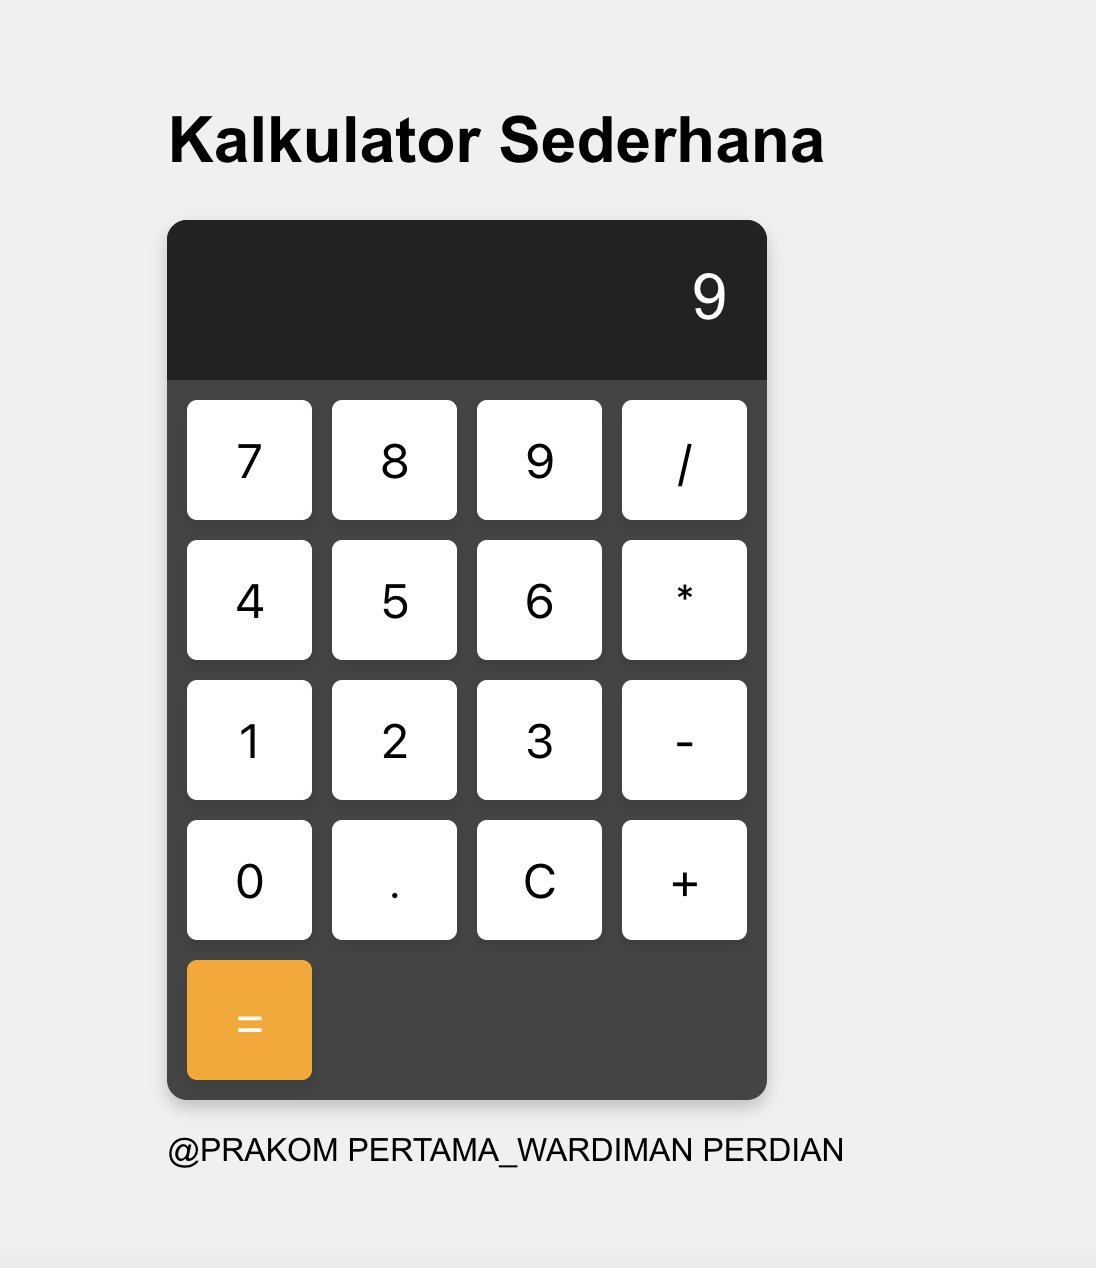 Kalkulator Sederhana
9
7 8 9 /
4 5 6 *
1 2 3 -
0 . C +
=
@PRAKOM PERTAMA_WARDIMAN PERDIAN